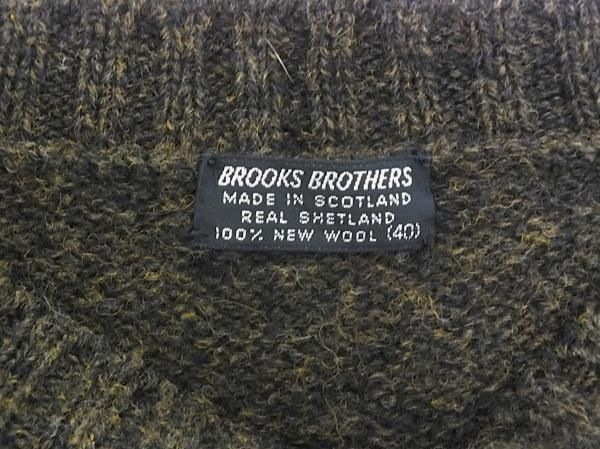 BROOKS BROTHERS
MADE IN SCOTLAND
REAL SHETLAND
100% NEW WOOL (40)